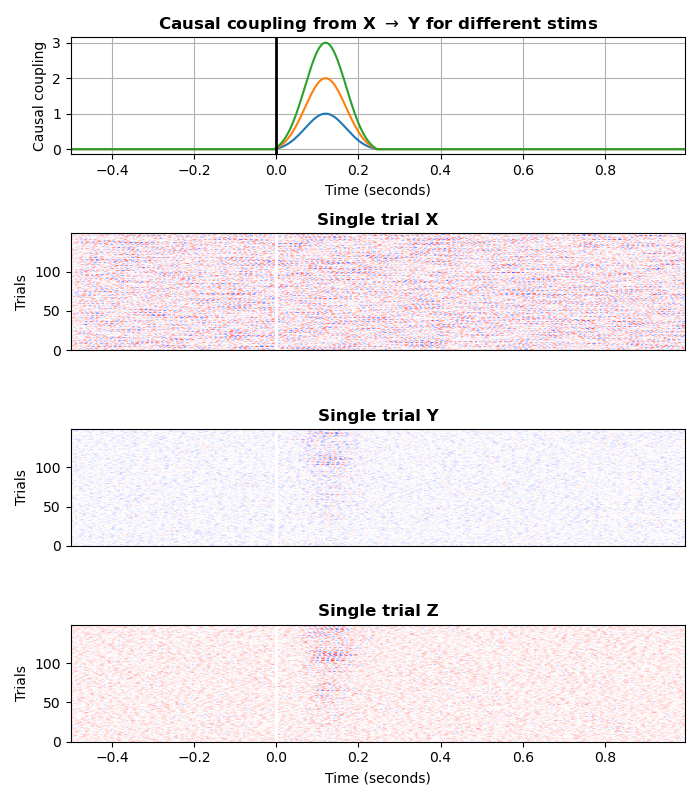 Causal coupling from X → Y for different stims
Causal coupling
3
2
1
0
−0.4 −0.2 0.0 0.2 0.4 0.6 0.8
Time (seconds)
Single trial X
Trials
100
50
0
Single trial Y
Trials
100
50
0
Single trial Z
Trials
100
50
0
−0.4 −0.2 0.0 0.2 0.4 0.6 0.8
Time (seconds)